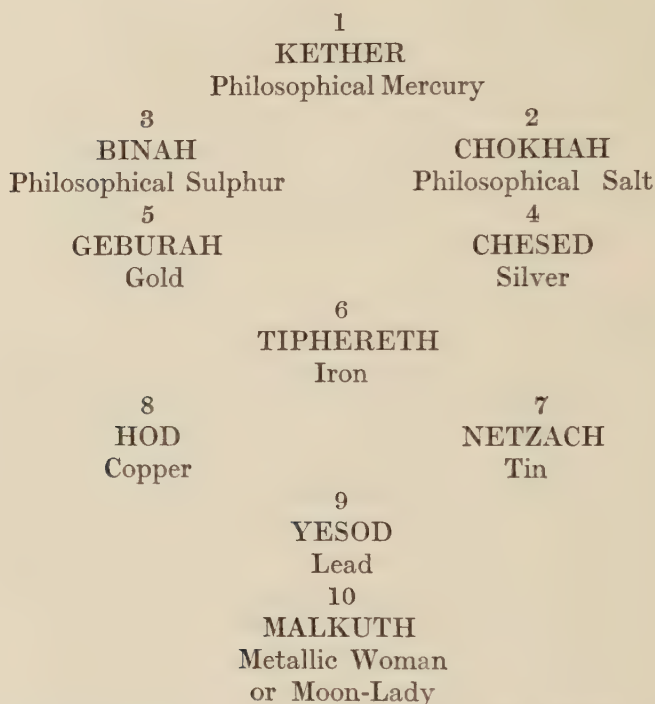 1
KETHER
Philosophical Mercury
3 2
BINAH CHOKHAH
Philosophical Sulphur Philosophical Salt
5 4
GEBURAH CHESED
Gold Silver
6
TIPHERETH
Iron
8 7
HOD NETZACH
Copper Tin
9
YESOD
Lead
10
MALKUTH
Metallic Woman
or Moon-Lady